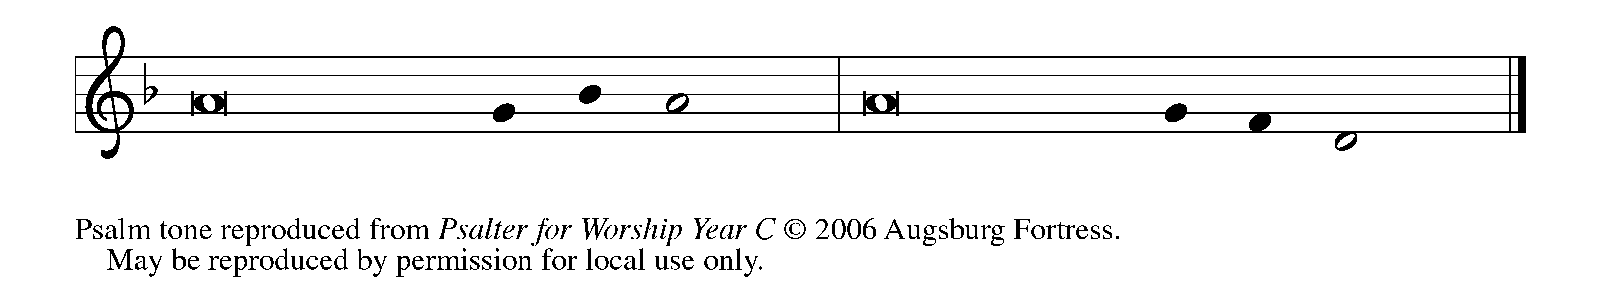 Psalm tone reproduced from Psalter for Worship Year C © 2006 Augsburg Fortress.
May be reproduced by permission for local use only.